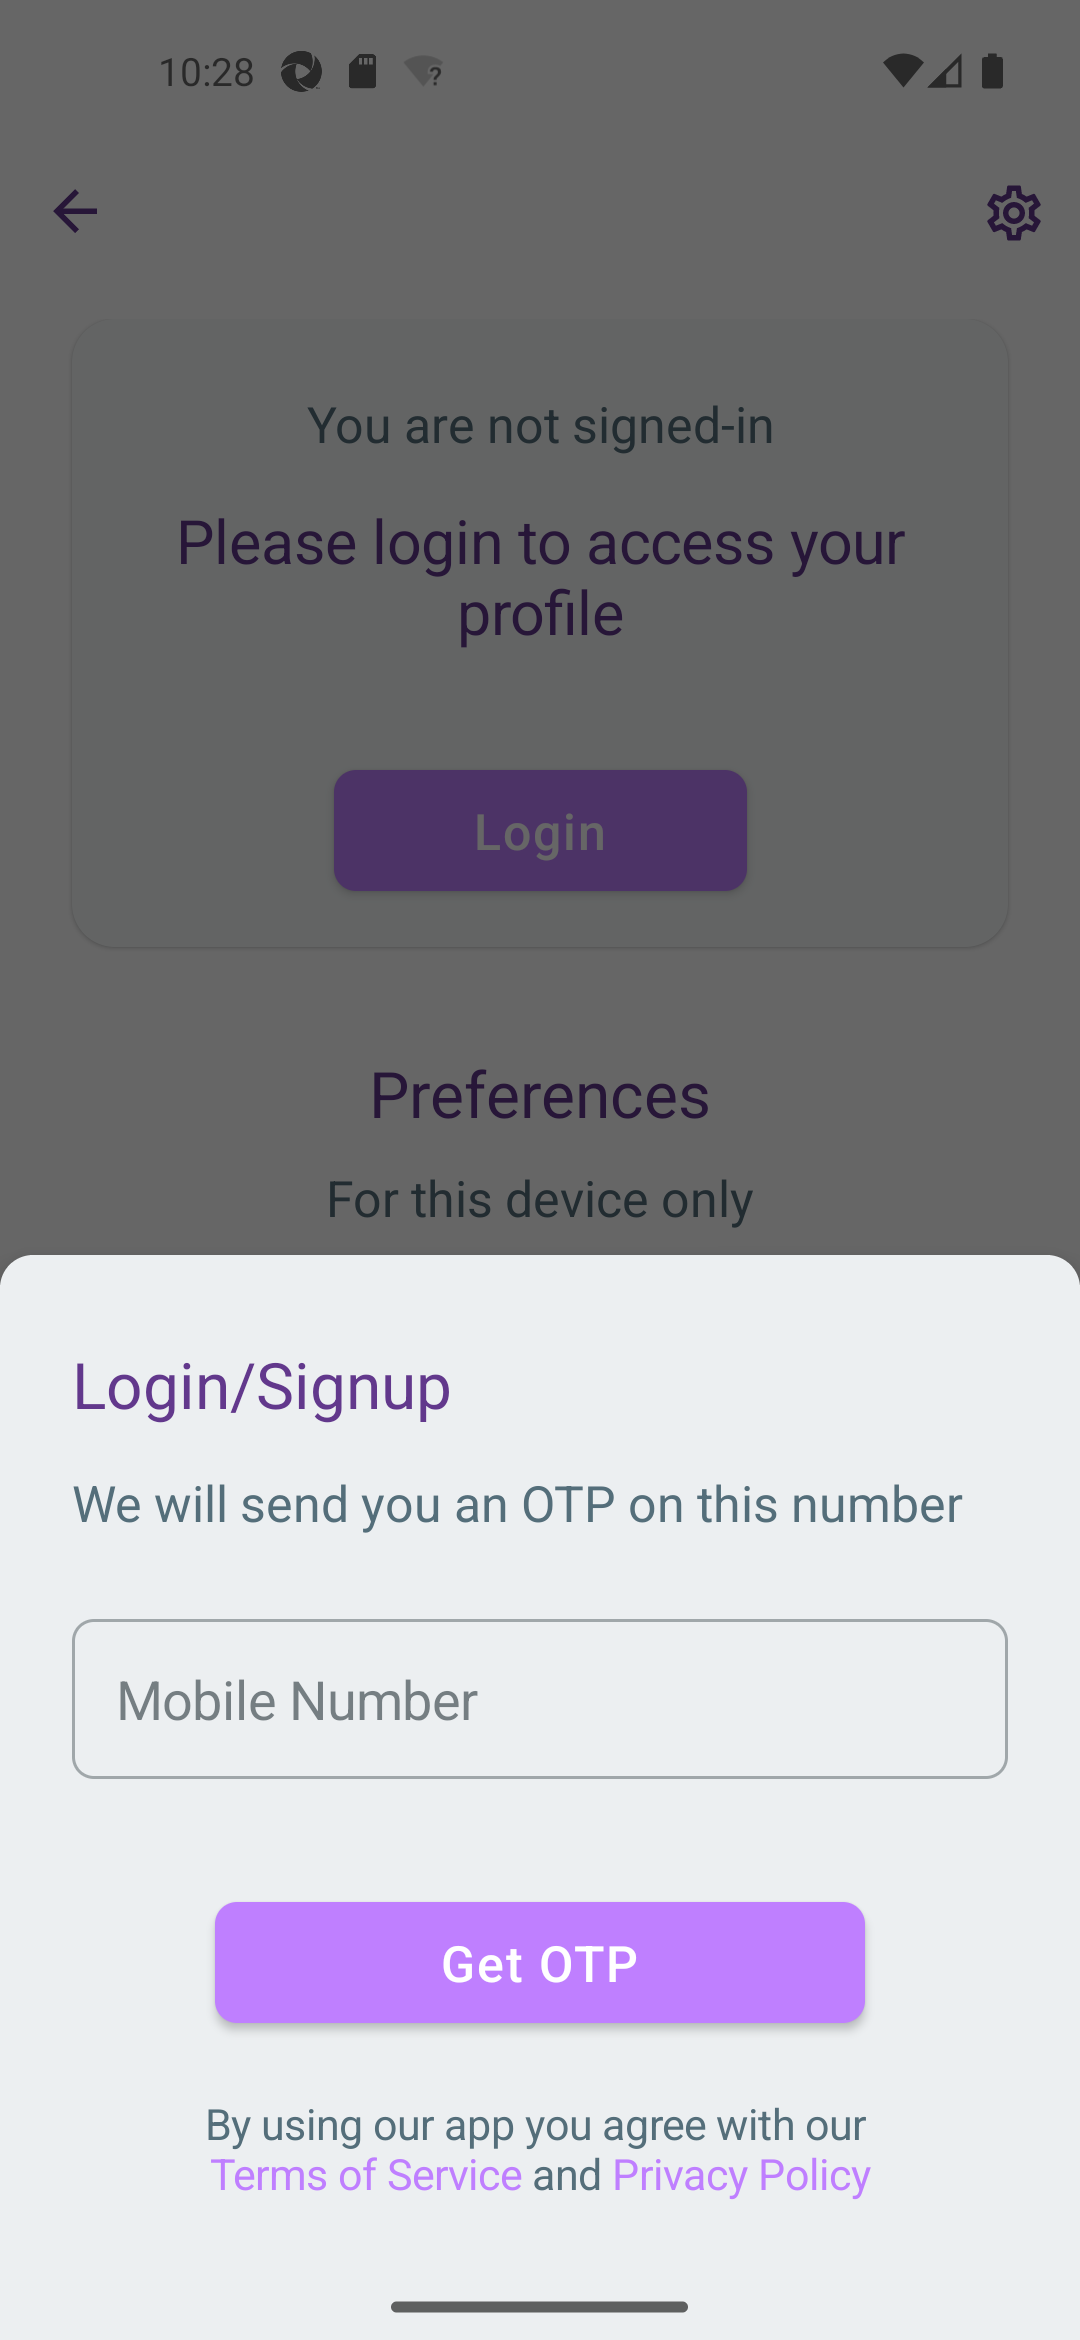 10:28
You are not signed-in
Please login to access your
profile
Login
Preferences
For this device only
Login/Signup
We will send you an OTP on this number
Mobile Number
Get OTP
By using our app you agree with our
Terms of Service and Privacy Policy